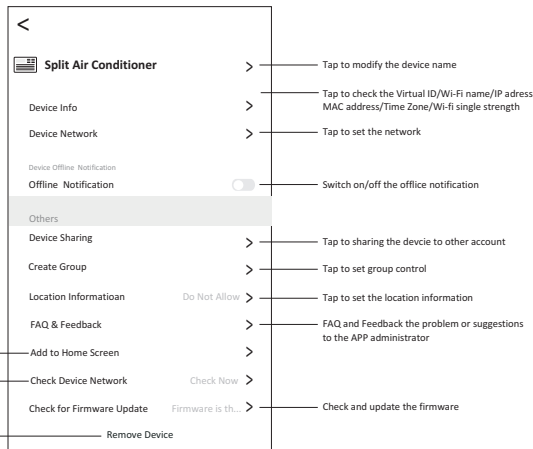 <
Split Air Conditioner >
Tap to modify the device name
Device Info >
Tap to check the Virtual ID/Wi-Fi name/IP adress
MAC address/Time Zone/Wi-fi single strength
Device Network >
Tap to set the network
Device Offline Notification
Offline Notification
Switch on/off the offlice notification
Others
Device Sharing >
Tap to sharing the devcie to other account
Create Group >
Tap to set group control
Location Informatioan Do Not Allow >
Tap to set the location information
FAQ & Feedback >
FAQ and Feedback the problem or suggestions
to the APP administrator
Add to Home Screen >
Check Device Network Check Now >
Check for Firmware Update Firmware is th... >
Check and update the firmware
Remove Device